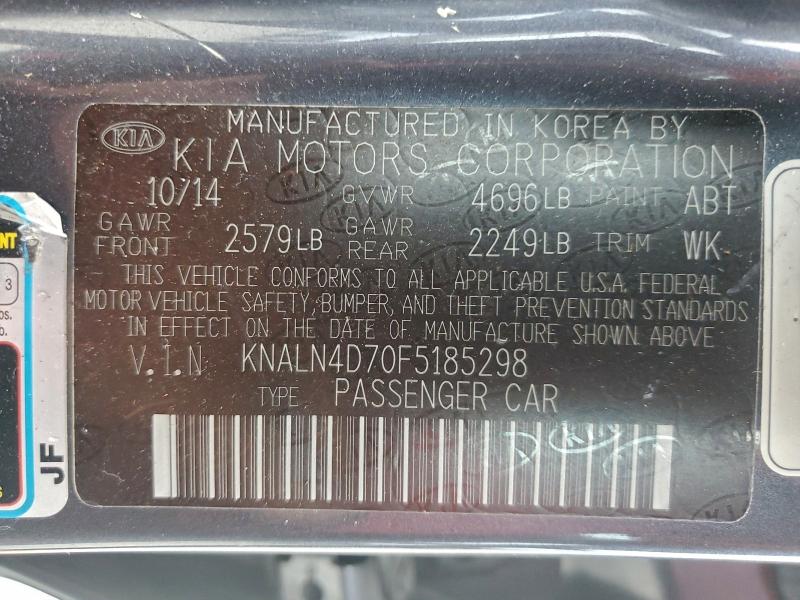 MANUFACTURED IN KOREA BY
KIA
KIA MOTORS CORPORATION
10/14 GVWR 4696LB PAINT ABT
GAWR FRONT 2579LB GAWR REAR 2249LB TRIM WK
THIS VEHICLE CONFORMS TO ALL APPLICABLE U.S.A. FEDERAL
MOTOR VEHICLE SAFETY, BUMPER, AND THEFT PREVENTION STANDARDS
IN EFFECT ON THE DATE OF MANUFACTURE SHOWN ABOVE
V.I.N KNALN4D70F5185298
TYPE PASSENGER CAR
KIA
JF
3